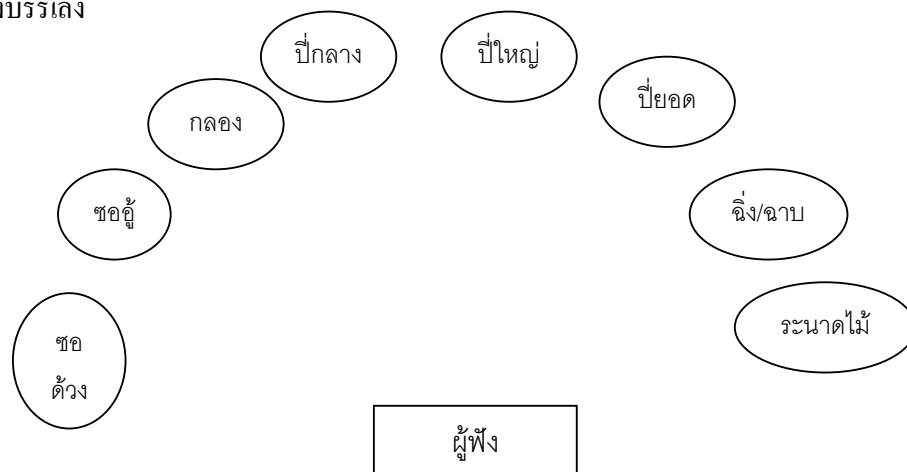 ปี่กลาง
ปี่ใหญ่
ปี่ยอด
กลอง
ซออู้
ฉิ่ง/ฉาบ
ระนาดไม้
ซอ
ด้วง
ผู้ฟัง